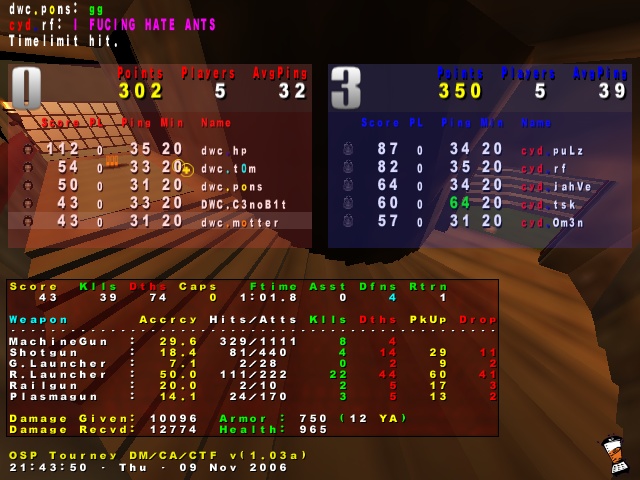 dwc.pons: gg
cyd.rf: I FUCING HATE ANTS
Timelimit hit.
0 Points Players AvgPing
302 5 32
Score PL Ping Min Name
112 0 35 20 dwc.hp
54 0 33 20 dwc.t0m
50 0 31 20 dwc.pons
43 0 33 20 DWC.C3noB1t
43 0 31 20 dwc.motter
3 Points Players AvgPing
350 5 39
Score PL Ping Min Name
87 0 34 20 cyd.puLz
82 0 35 20 cyd.rf
64 0 34 20 cyd.iahVe
60 0 64 20 cyd.tsk
57 0 31 20 cyd.Om3n
Score Klls Dths Caps Ftime Asst Dfns Rtrn
43 39 74 0 1:01.8 0 4 1
Weapon Accrcy Hits/Atts Klls Dths PkUp Drop
MachineGun : 29.6 329/1111 8 4
Shotgun : 18.4 81/440 4 14 29 11
G.Launcher : 7.1 2/28 0 2 9 2
R.Launcher : 50.0 111/222 22 44 60 41
Railgun : 20.0 2/10 2 5 17 3
Plasmagun : 14.1 24/170 3 5 13 2
Damage Given: 10096 Armor : 750 (12 YA)
Damage Recvd: 12774 Health: 965
OSP Tourney DM/CA/CTF v(1.03a)
21:43:50 - Thu - 09 Nov 2006